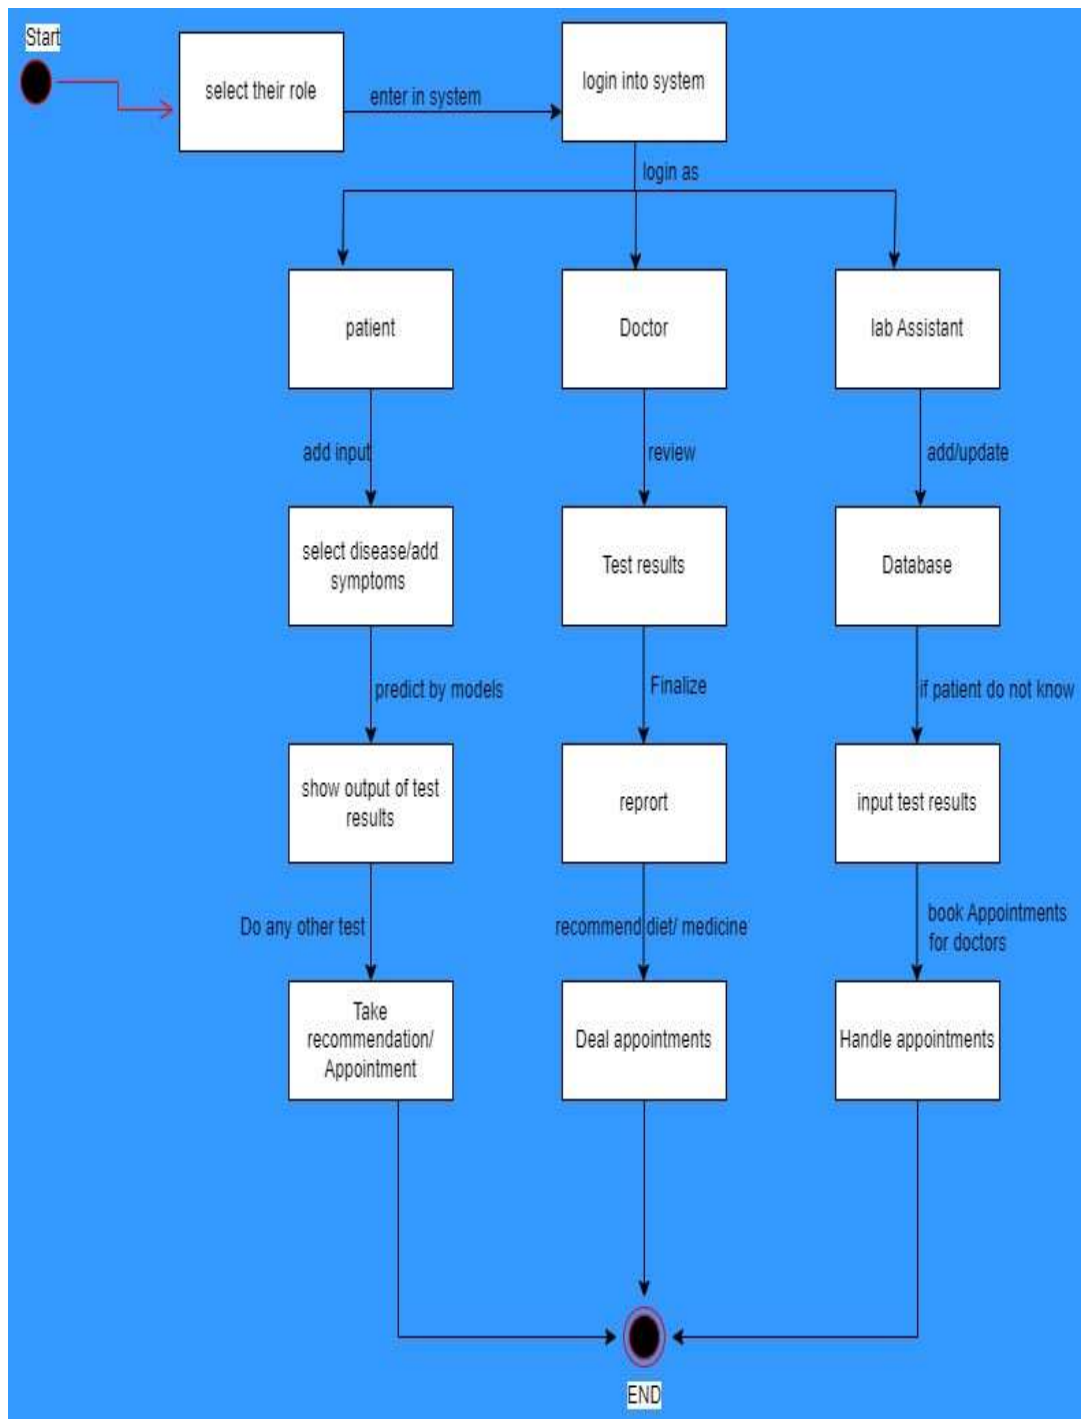 Start
select their role
enter in system
login into system
login as
patient
Doctor
lab Assistant
add input
review
add/update
select disease/add
symptoms
Test results
Database
predict by models
Finalize
if patient do not know
show output of test
results
reprort
input test results
Do any other test
recommend diet/ medicine
book Appointments
for doctors
Take
recommendation/
Appointment
Deal appointments
Handle appointments
END